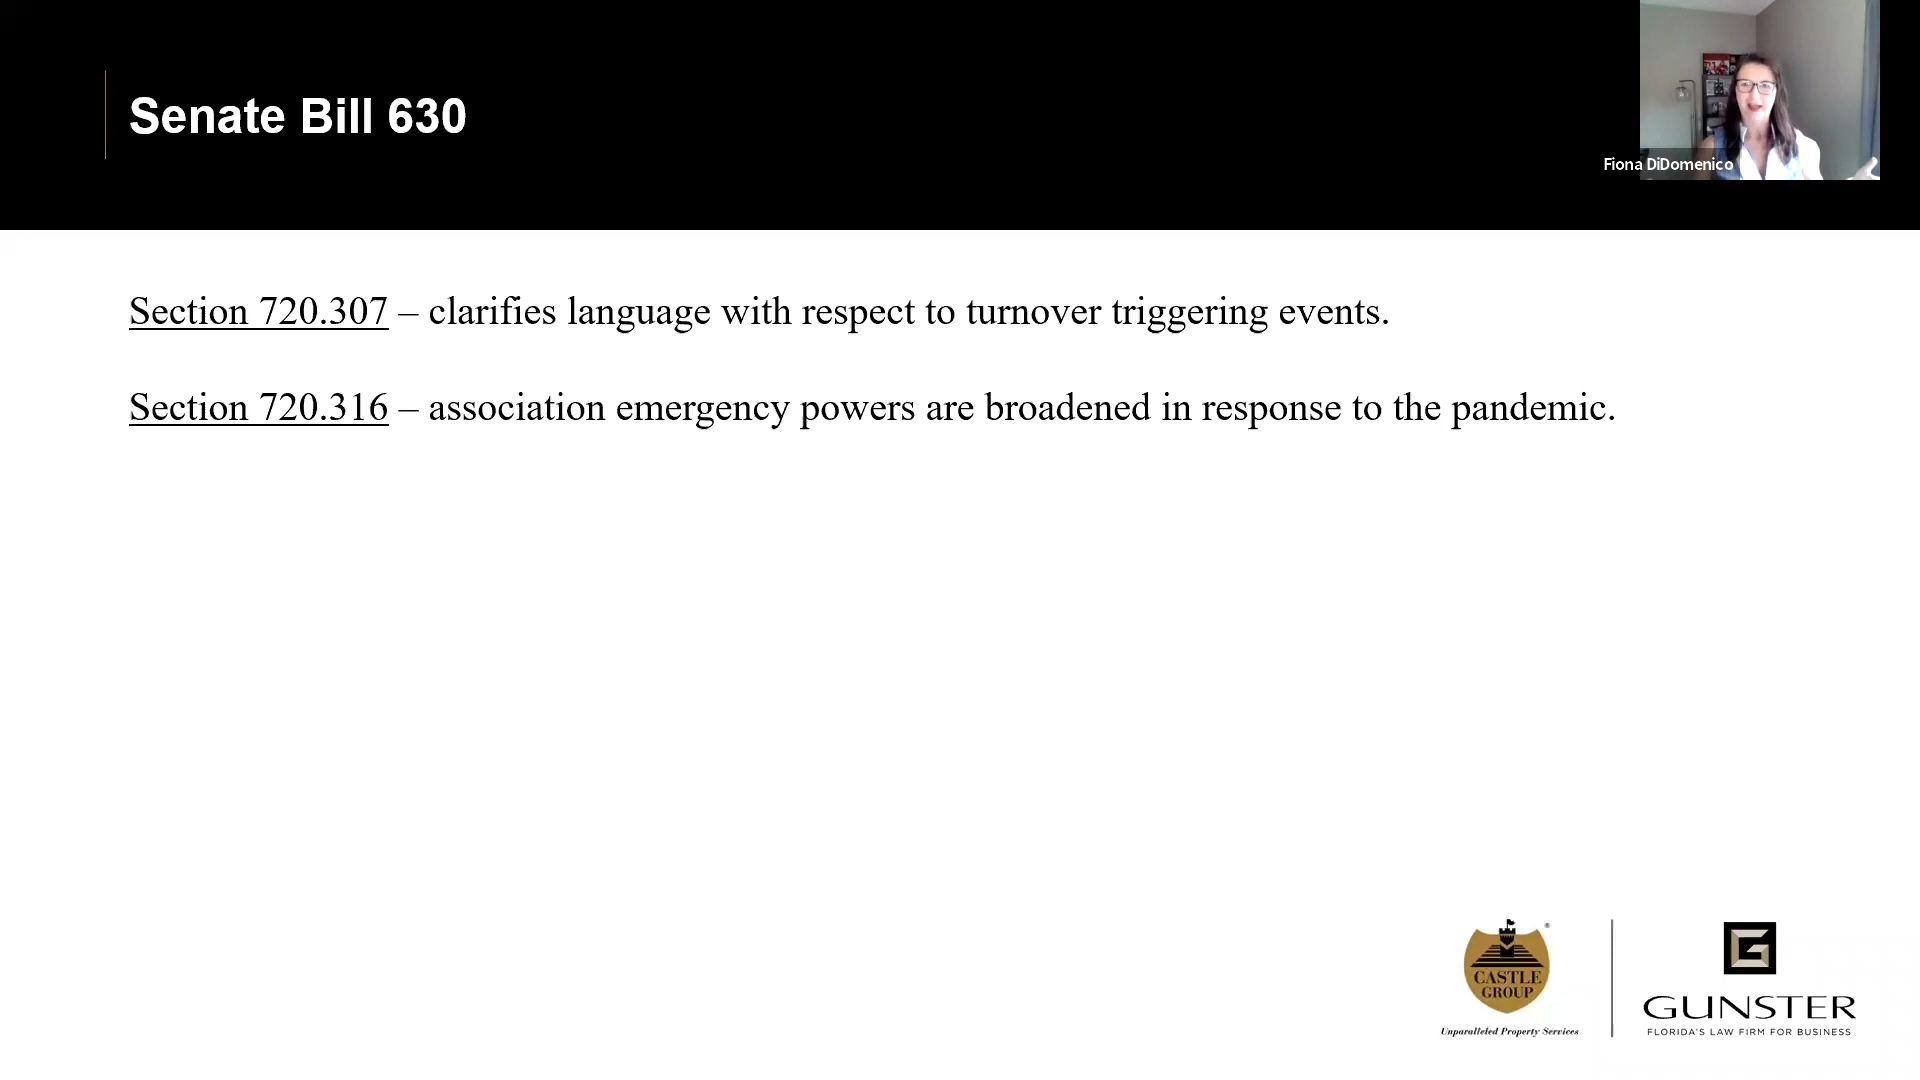 Senate Bill 630
Fiona DiDomenico
Section 720.307 – clarifies language with respect to turnover triggering events.
Section 720.316 – association emergency powers are broadened in response to the pandemic.
CASTLE
GROUP
®
Unparalleled Property Services
G
GUNSTER
FLORIDA'S LAW FIRM FOR BUSINESS